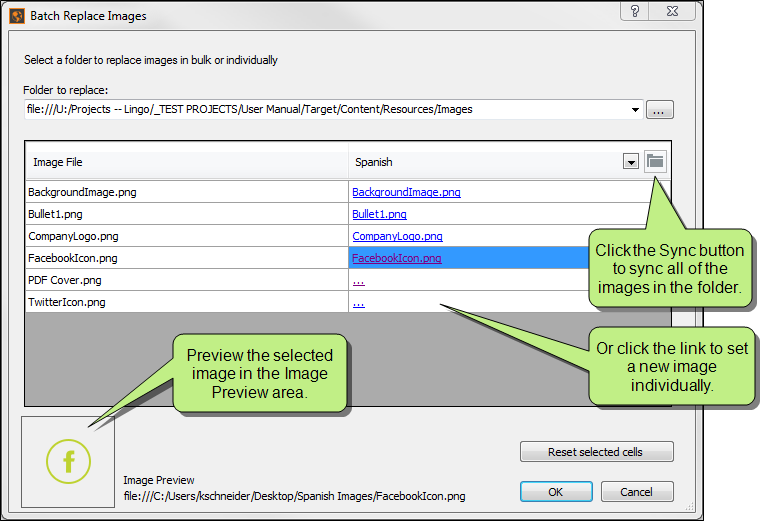 Batch Replace Images
?
Select a folder to replace images in bulk or individually
Folder to replace:
file:///U:/Projects -- Lingo/_TEST PROJECTS/User Manual/Target/Content/Resources/Images
...
Image File Spanish
BackgroundImage.png BackgroundImage.png
Bullet1.png Bullet1.png
CompanyLogo.png CompanyLogo.png
FacebookIcon.png FacebookIcon.png
PDF Cover.png ...
TwitterIcon.png ...
Click the Sync button
to sync all of the
images in the folder.
Or click the link to set
a new image
individually.
Preview the selected
image in the Image
Preview area.
f
Image Preview
file:///C:/Users/kschneider/Desktop/Spanish Images/FacebookIcon.png
Reset selected cells
OK Cancel